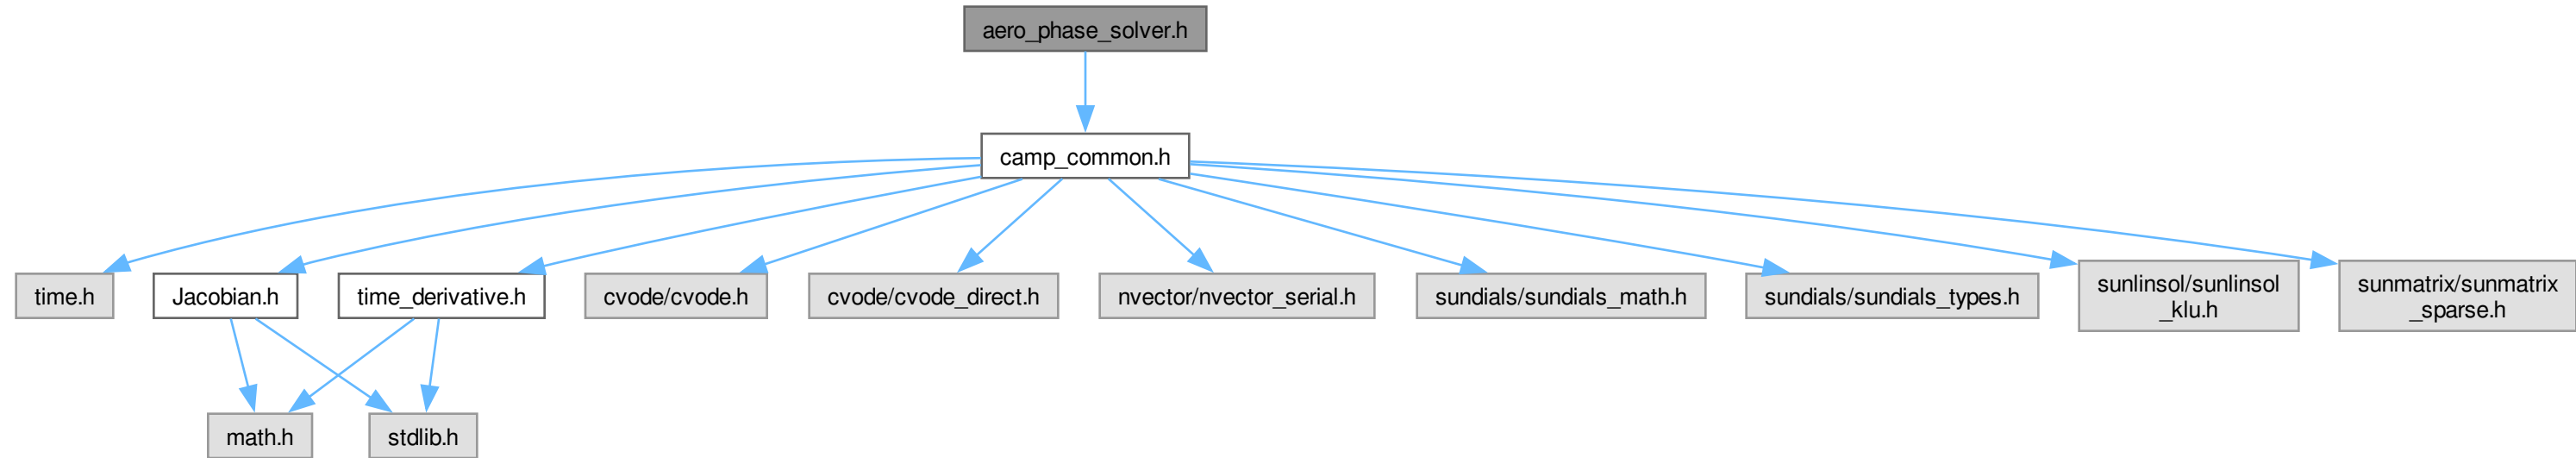 aero_phase_solver.h
camp_common.h
time.h
Jacobian.h
time_derivative.h
cvode/cvode.h
cvode/cvode_direct.h
nvector/nvector_serial.h
sundials/sundials_math.h
sundials/sundials_types.h
sunlinsol/sunlinsol
_klu.h
sunmatrix/sunmatrix
_sparse.h
math.h
stdlib.h